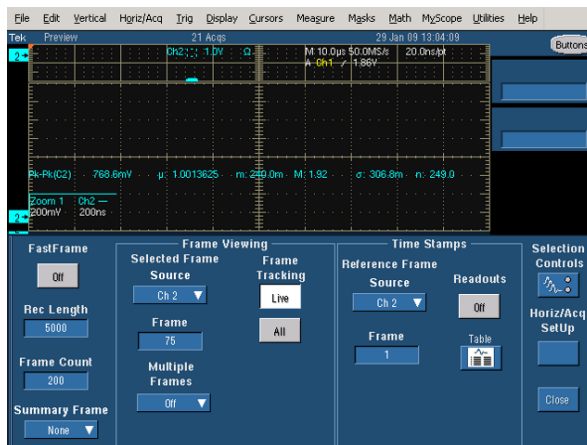 File Edit Vertical Horiz/Acq Trig Display Cursors Measure Masks Math MyScope Utilities Help
Tek Preview 21 Acqs 29 Jan 09 13:04:09
Buttons
Ch2 1.0V Ω M 10.0µs 50.0MS/s 20.0ns/pt
A Ch1 / 1.86V
2
Pk-Pk(C2) 768.6mV µ: 1.0013625 m: 240.0m M: 1.92 σ: 306.8m n: 249.0
Zoom 1 Ch2
200mV 200ns
2
FastFrame
Off
Rec Length
5000
Frame Count
200
Summary Frame
None
Frame Viewing
Selected Frame
Source
Ch 2
Frame
75
Multiple
Frames
Off
Frame
Tracking
Live
All
Time Stamps
Reference Frame
Source
Ch 2
Frame
1
Readouts
Off
Table
Selection
Controls
Horiz/Acq
SetUp
Close